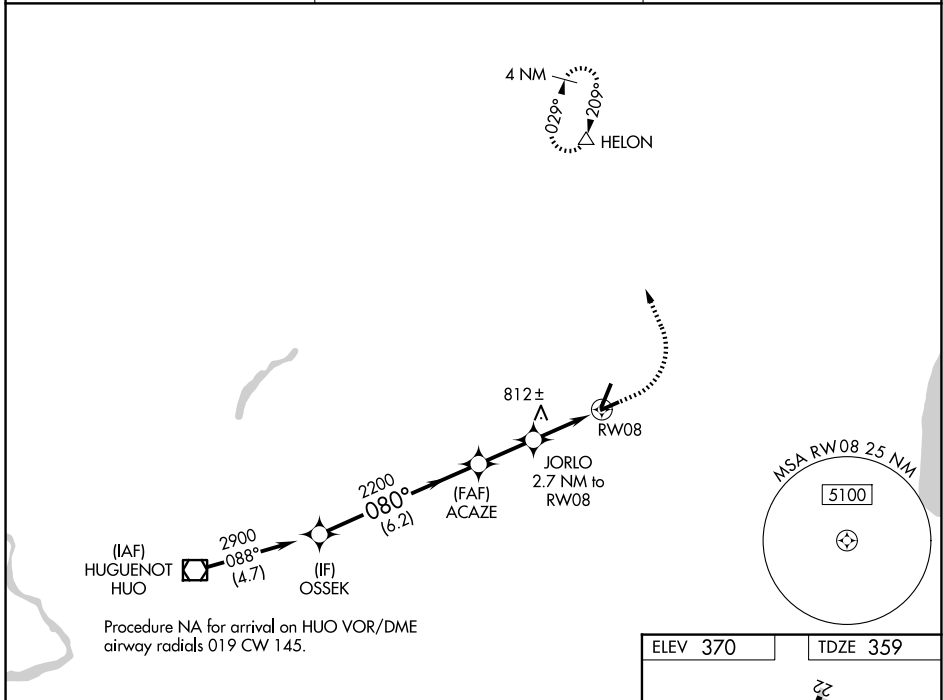 4 NM
029°
209°
HELON
812±
RW08
JORLO
2.7 NM to
RW08
(FAF)
ACAZE
2200
080°
(6.2)
2900
088°
(4.7)
(IAF)
HUGUENOT
HUO
(IF)
OSSEK
Procedure NA for arrival on HUO VOR/DME
airway radials 019 CW 145.
MSA RW08 25 NM
5100
ELEV 370
TDZE 359
22